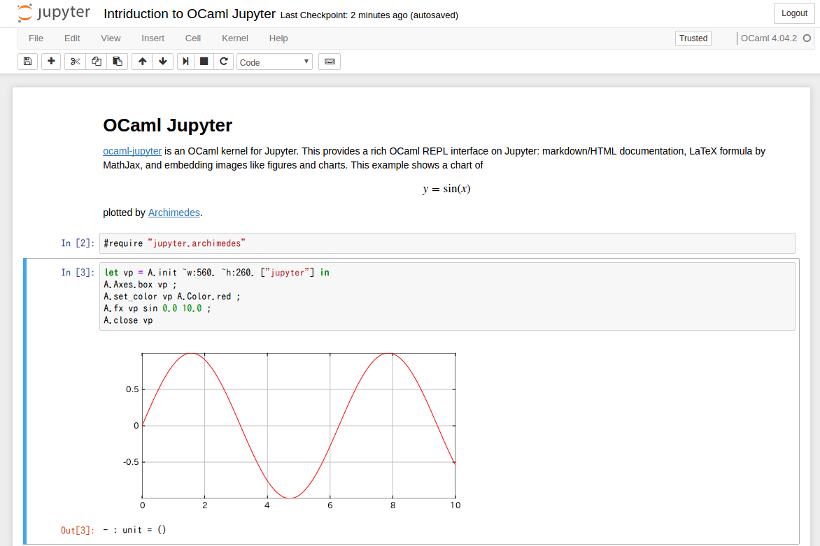 jupyter Intriduction to OCaml Jupyter Last Checkpoint: 2 minutes ago (autosaved) Logout
File Edit View Insert Cell Kernel Help Trusted OCaml 4.04.2
Code
OCaml Jupyter
ocaml-jupyter is an OCaml kernel for Jupyter. This provides a rich OCaml REPL interface on Jupyter: markdown/HTML documentation, LaTeX formula by
MathJax, and embedding images like figures and charts. This example shows a chart of
y = sin(x)
plotted by Archimedes.
In [2]: #require "jupyter.archimedes"
In [3]: let vp = A.init ~w:560. ~h:260. ["jupyter"] in
A.Axes.box vp ;
A.set_color vp A.Color.red ;
A.fx vp sin 0.0 10.0 ;
A.close vp
0.5
0
-0.5
0 2 4 6 8 10
Out[3]: - : unit = ()